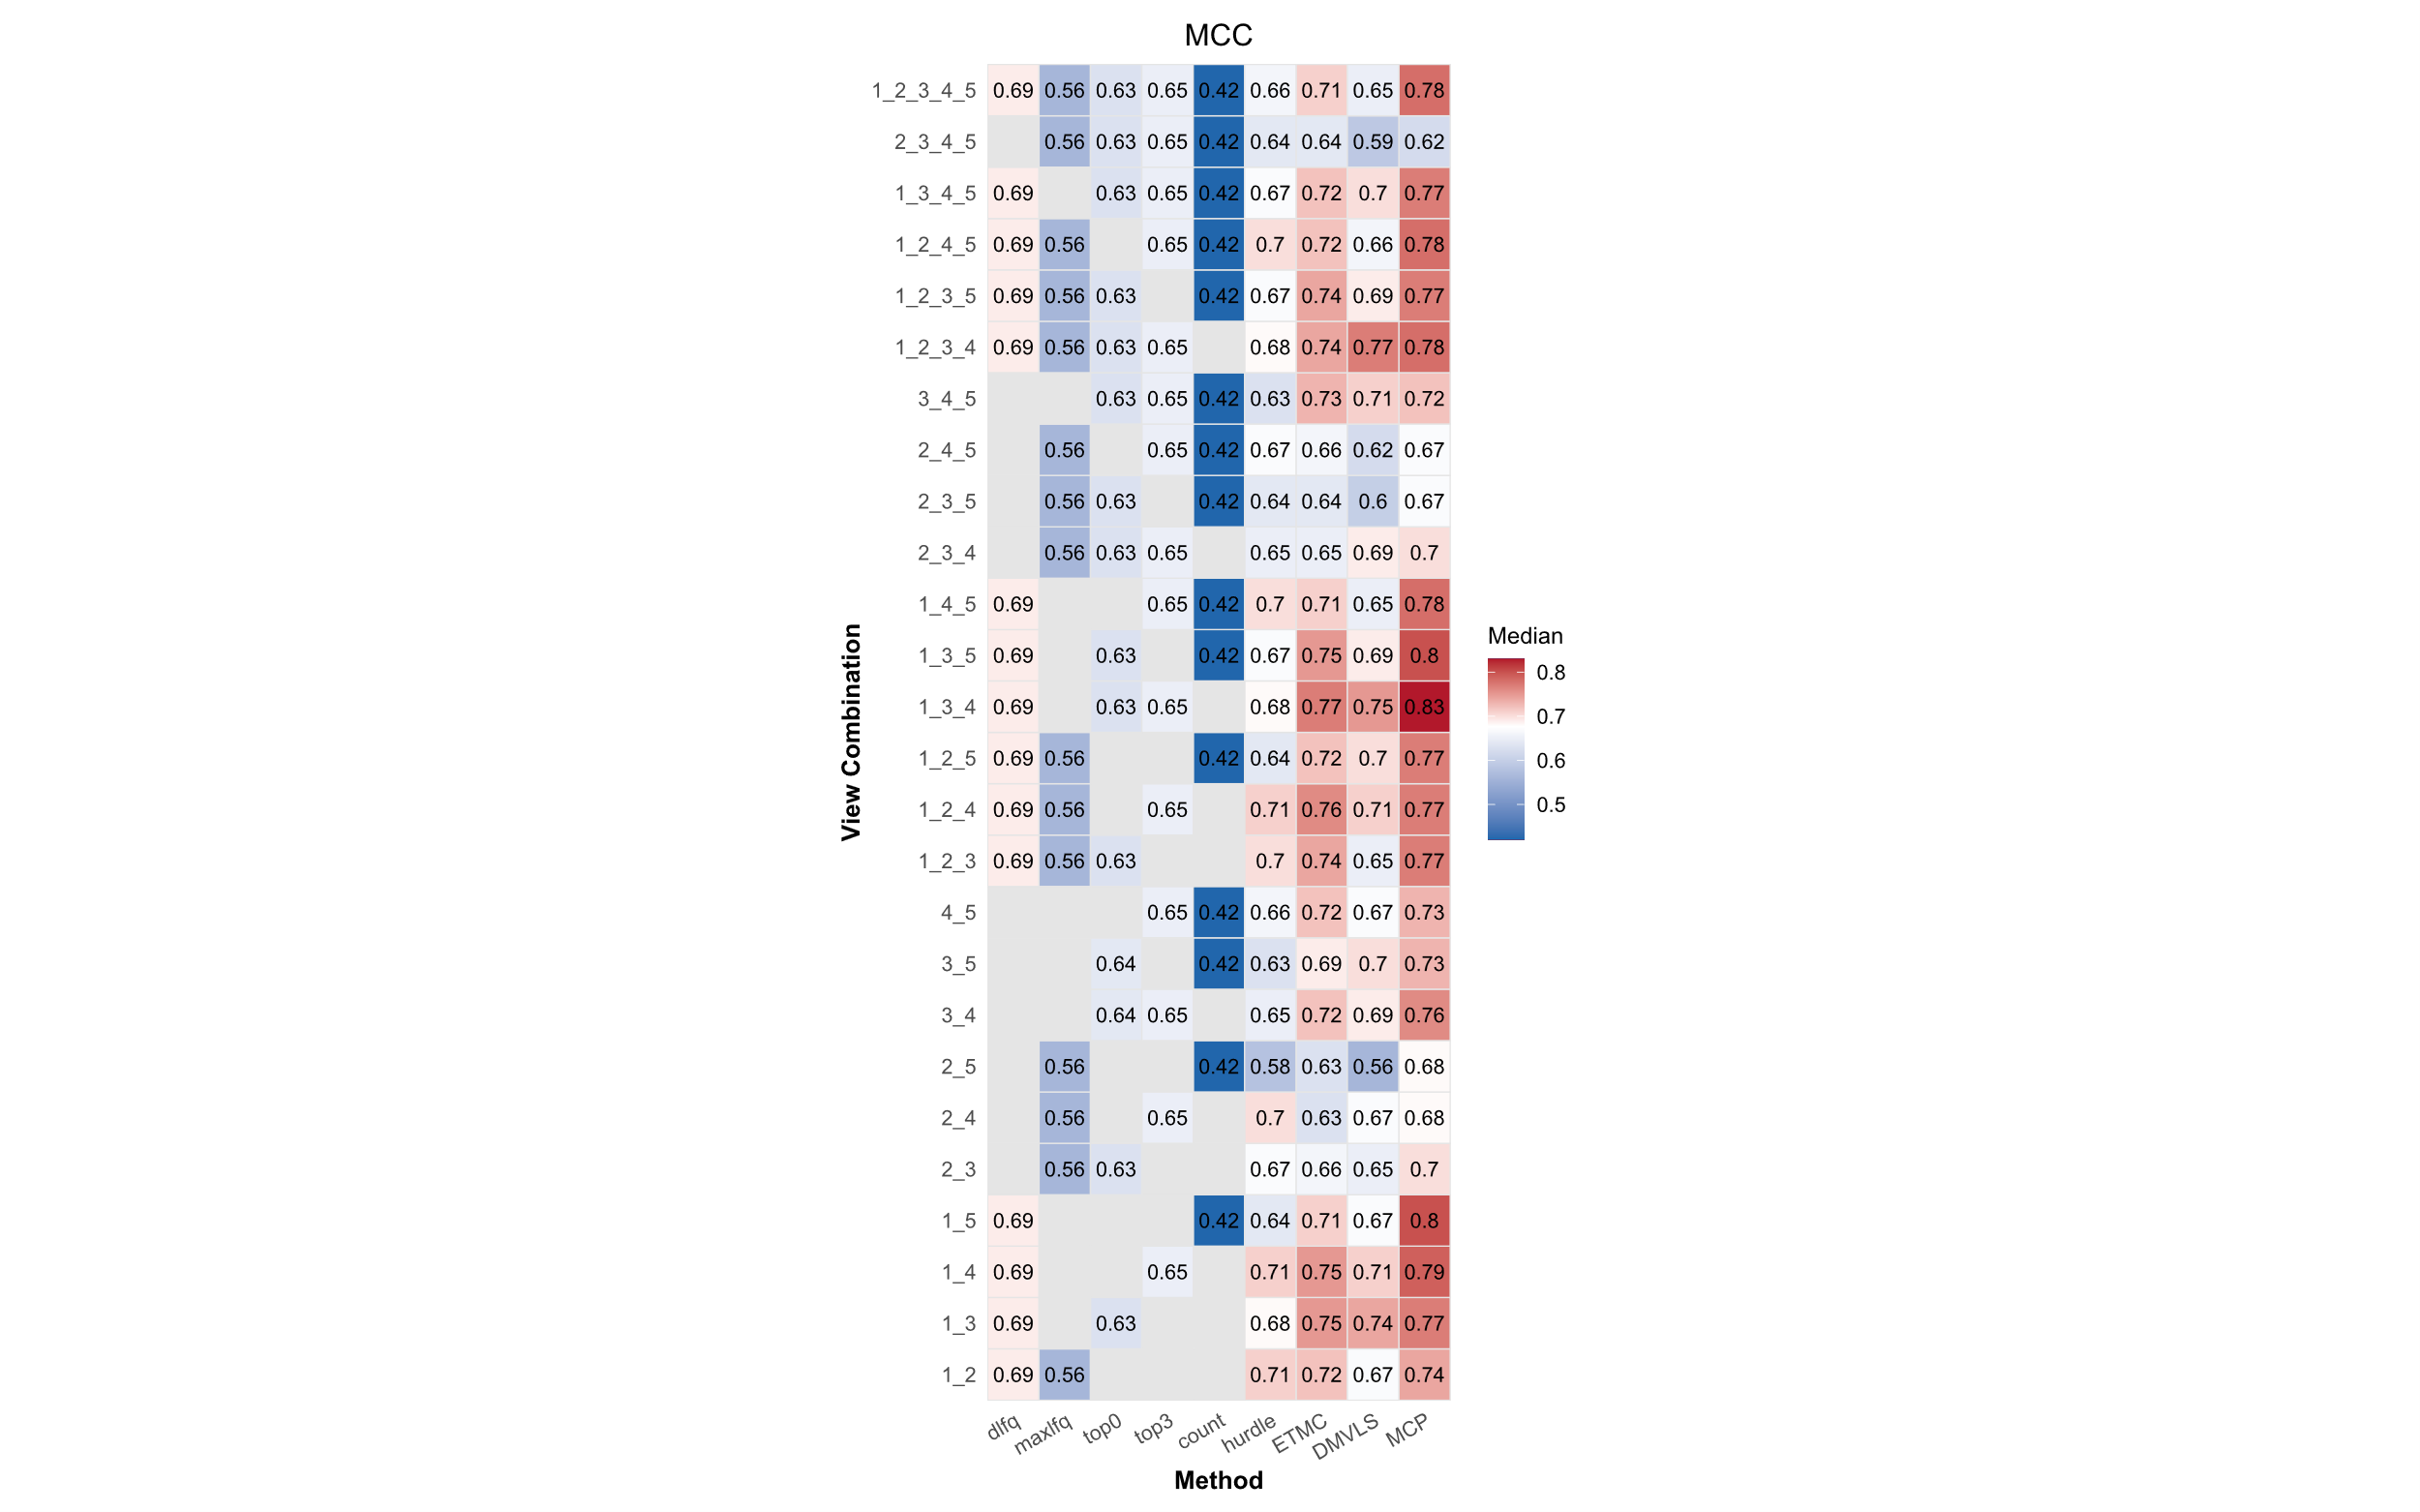 MCC
1_2_3_4_5 0.69 0.56 0.63 0.65 0.42 0.66 0.71 0.65 0.78
2_3_4_5 0.56 0.63 0.65 0.42 0.64 0.64 0.59 0.62
1_3_4_5 0.69 0.63 0.65 0.42 0.67 0.72 0.7 0.77
1_2_4_5 0.69 0.56 0.65 0.42 0.7 0.72 0.66 0.78
1_2_3_5 0.69 0.56 0.63 0.42 0.67 0.74 0.69 0.77
1_2_3_4 0.69 0.56 0.63 0.65 0.68 0.74 0.77 0.78
3_4_5 0.63 0.65 0.42 0.63 0.73 0.71 0.72
2_4_5 0.56 0.65 0.42 0.67 0.66 0.62 0.67
2_3_5 0.56 0.63 0.42 0.64 0.64 0.6 0.67
2_3_4 0.56 0.63 0.65 0.65 0.65 0.69 0.7
1_4_5 0.69 0.65 0.42 0.7 0.71 0.65 0.78
1_3_5 0.69 0.63 0.42 0.67 0.75 0.69 0.8
1_3_4 0.69 0.63 0.65 0.68 0.77 0.75 0.83
1_2_5 0.69 0.56 0.42 0.64 0.72 0.7 0.77
1_2_4 0.69 0.56 0.65 0.71 0.76 0.71 0.77
1_2_3 0.69 0.56 0.63 0.7 0.74 0.65 0.77
4_5 0.65 0.42 0.66 0.72 0.67 0.73
3_5 0.64 0.42 0.63 0.69 0.7 0.73
3_4 0.64 0.65 0.65 0.72 0.69 0.76
2_5 0.56 0.42 0.58 0.63 0.56 0.68
2_4 0.56 0.65 0.7 0.63 0.67 0.68
2_3 0.56 0.63 0.67 0.66 0.65 0.7
1_5 0.69 0.42 0.64 0.71 0.67 0.8
1_4 0.69 0.65 0.71 0.75 0.71 0.79
1_3 0.69 0.63 0.68 0.75 0.74 0.77
1_2 0.69 0.56 0.71 0.72 0.67 0.74
dlfq maxlfq top0 top3 count hurdle ETMC DMVLS MCP
Method
View Combination
Median
0.8
0.7
0.6
0.5